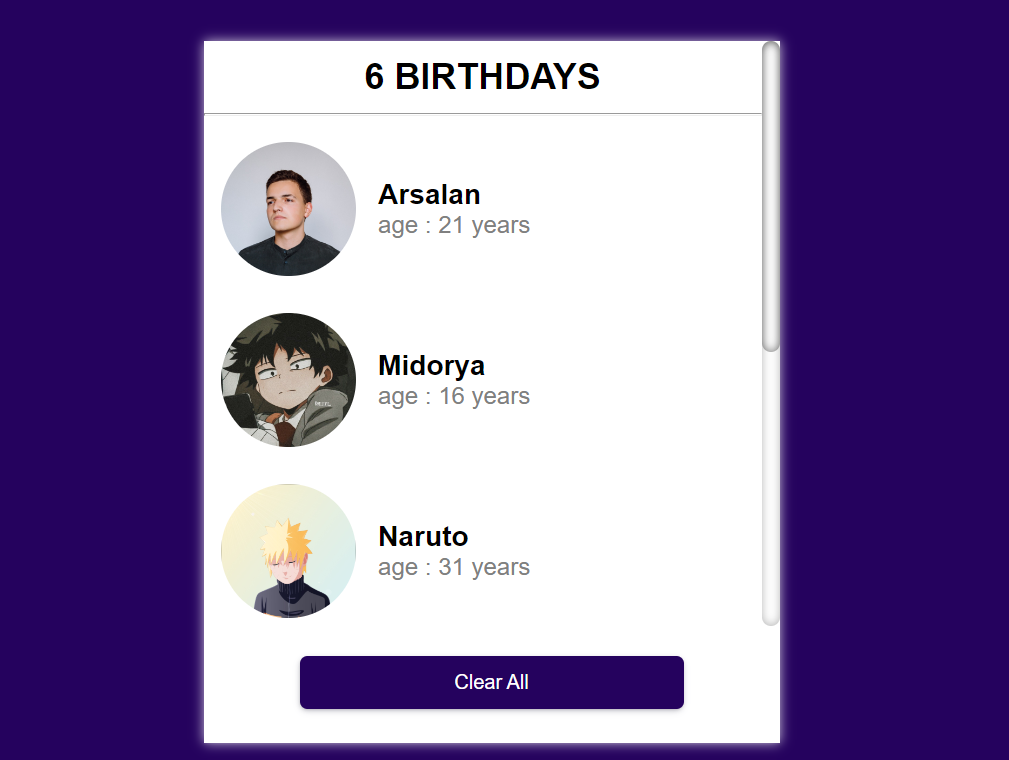 6 BIRTHDAYS
Arsalan
age : 21 years
Midorya
age : 16 years
Naruto
age : 31 years
Clear All